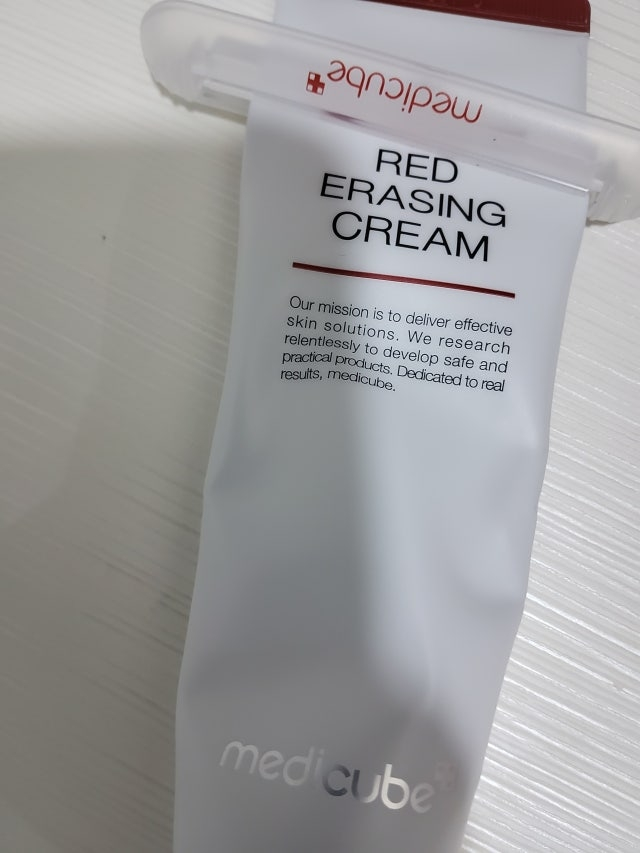 medicube
RED
ERASING
CREAM
Our mission is to deliver effective
skin solutions. We research
relentlessly to develop safe and
practical products. Dedicated to real
results, medicube.
medicube